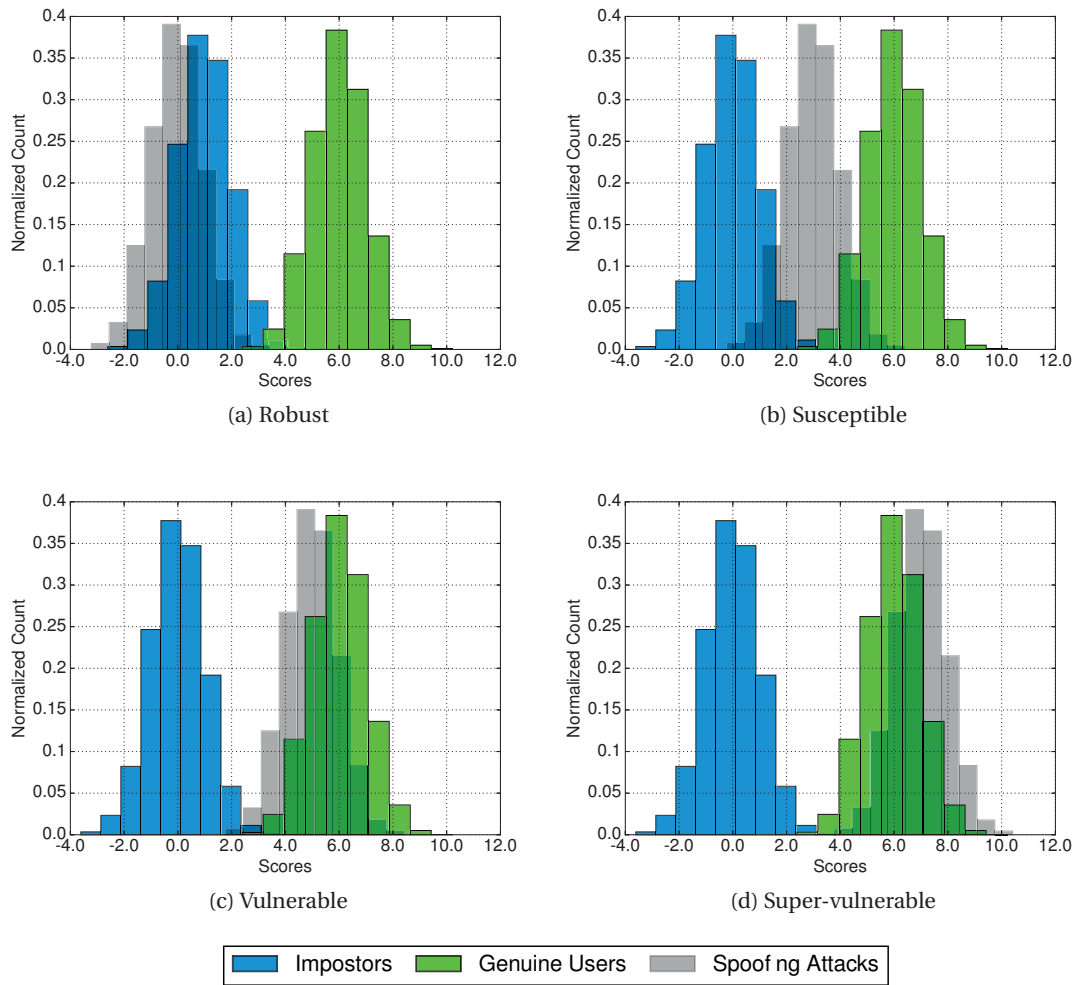 0.4 0.35 0.3 0.25 0.2 0.15 0.1 0.05 0.0
Normalized Count
-4.0 -2.0 0.0 2.0 4.0 6.0 8.0 10.0 12.0
Scores
(a) Robust
0.4 0.35 0.3 0.25 0.2 0.15 0.1 0.05 0.0
Normalized Count
-4.0 -2.0 0.0 2.0 4.0 6.0 8.0 10.0 12.0
Scores
(b) Susceptible
0.4 0.35 0.3 0.25 0.2 0.15 0.1 0.05 0.0
Normalized Count
-4.0 -2.0 0.0 2.0 4.0 6.0 8.0 10.0 12.0
Scores
(c) Vulnerable
0.4 0.35 0.3 0.25 0.2 0.15 0.1 0.05 0.0
Normalized Count
-4.0 -2.0 0.0 2.0 4.0 6.0 8.0 10.0 12.0
Scores
(d) Super-vulnerable
Impostors Genuine Users Spoof ng Attacks